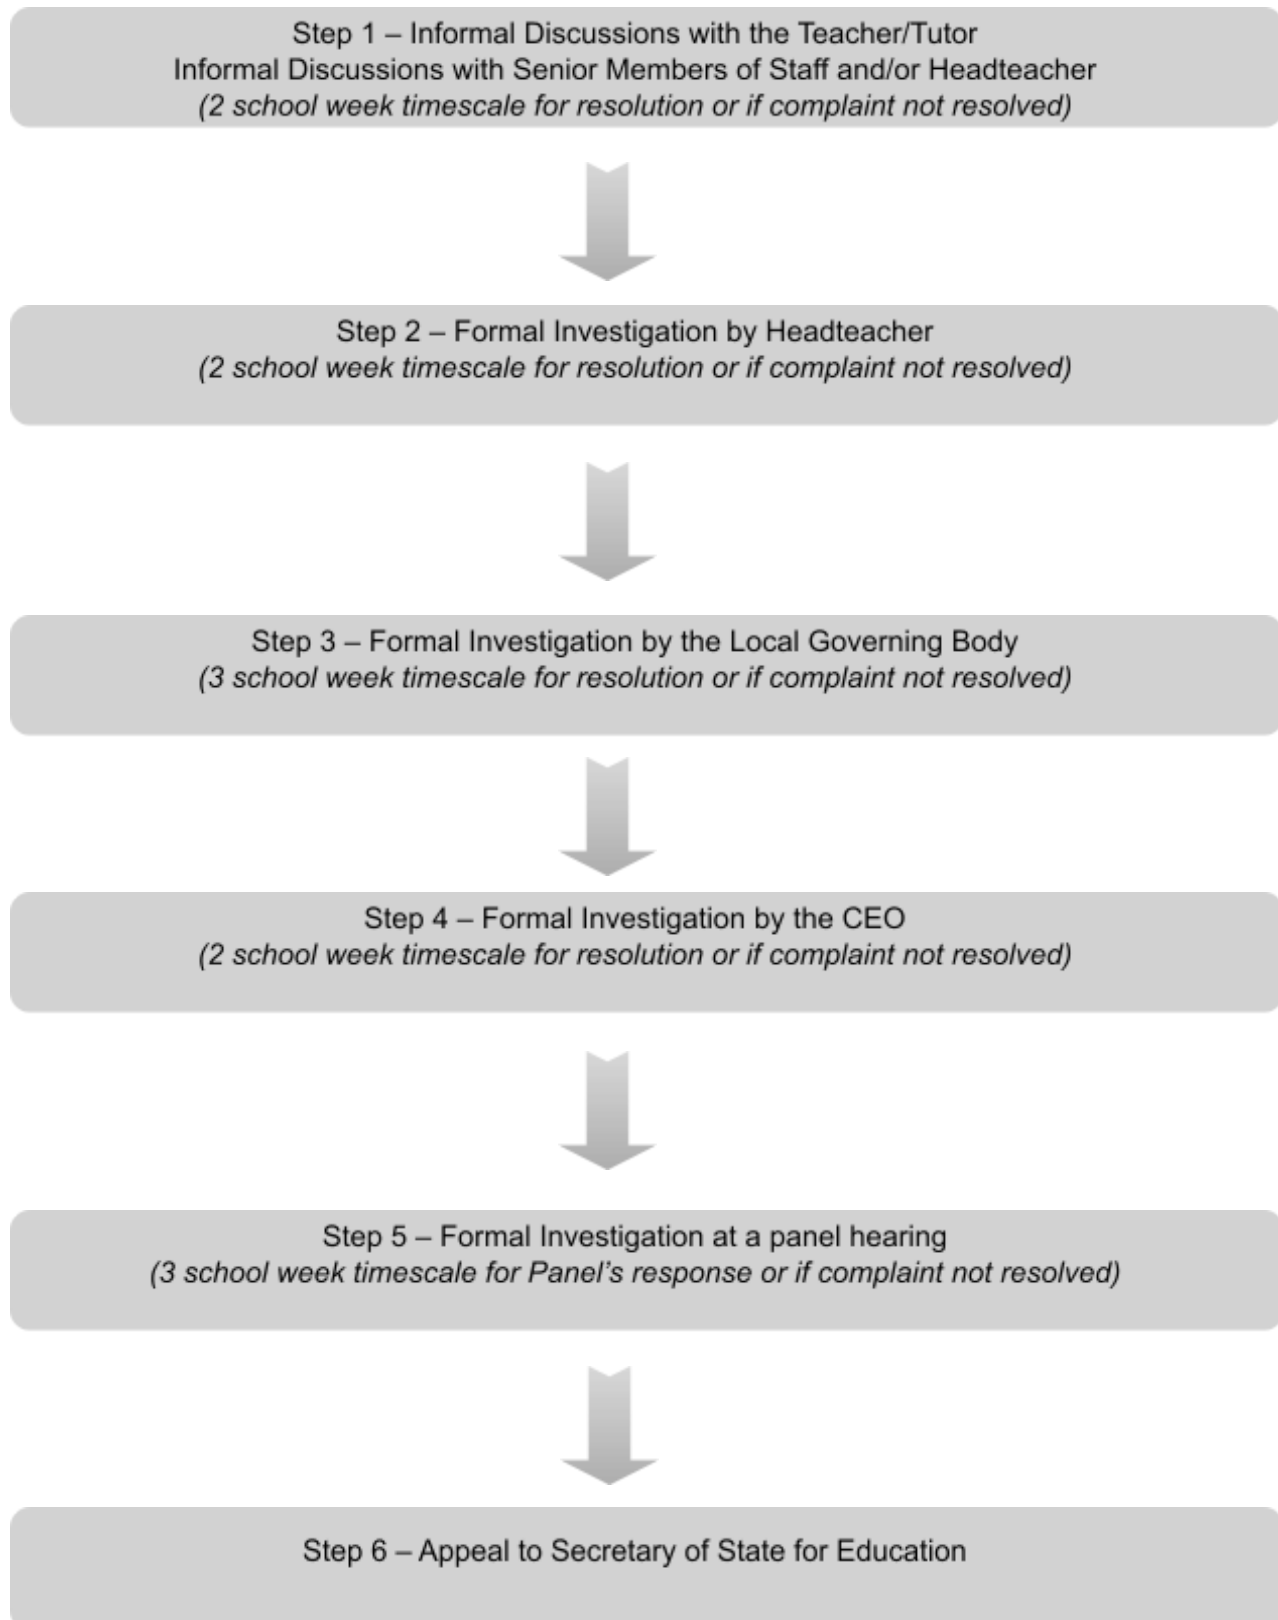 Step 1 – Informal Discussions with the Teacher/Tutor
Informal Discussions with Senior Members of Staff and/or Headteacher
(2 school week timescale for resolution or if complaint not resolved)
Step 2 – Formal Investigation by Headteacher
(2 school week timescale for resolution or if complaint not resolved)
Step 3 – Formal Investigation by the Local Governing Body
(3 school week timescale for resolution or if complaint not resolved)
Step 4 – Formal Investigation by the CEO
(2 school week timescale for resolution or if complaint not resolved)
Step 5 – Formal Investigation at a panel hearing
(3 school week timescale for Panel’s response or if complaint not resolved)
Step 6 – Appeal to Secretary of State for Education